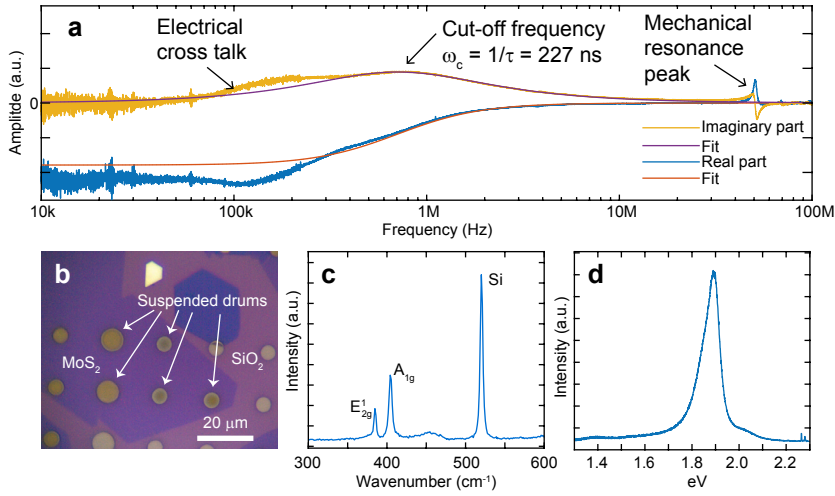 a
Electrical
cross talk
Cut-off frequency
ω_c = 1/τ = 227 ns
Mechanical
resonance
peak
Amplitde (a.u.)
0
Imaginary part
Fit
Real part
Fit
10k 100k 1M 10M 100M
Frequency (Hz)
b
Suspended drums
MoS₂
SiO₂
20 μm
c
Si
A₁g
E¹₂g
Intensity (a.u.)
300 400 500 600
Wavenumber (cm⁻¹)
d
Intensity (a.u.)
1.4 1.6 1.8 2.0 2.2
eV